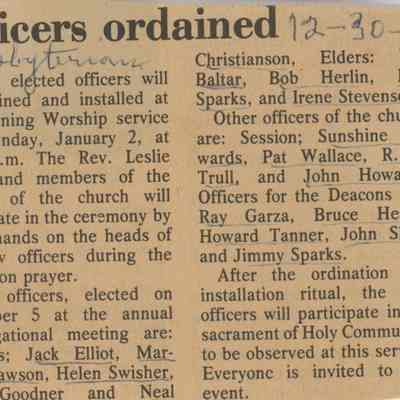 icers ordained 12-30-
elected officers will
ined and installed at
ning Worship service
nday, January 2, at
.m. The Rev. Leslie
and members of the
of the church will
ate in the ceremony by
hands on the heads of
v officers during the
on prayer.
officers, elected on
ber 5 at the annual
gational meeting are:
s; Jack Elliot, Mar-
awson, Helen Swisher,
Goodner and Neal
Christianson, Elders:
Baltar, Bob Herlin,
Sparks, and Irene Stevens
Other officers of the chu
are: Session; Sunshine
wards, Pat Wallace, R.
Trull, and John Howa
Officers for the Deacons
Ray Garza, Bruce He
Howard Tanner, John S
and Jimmy Sparks.
After the ordination
installation ritual, the
officers will participate in
sacrament of Holy Commu
to be observed at this ser
Everyone is invited to
event.